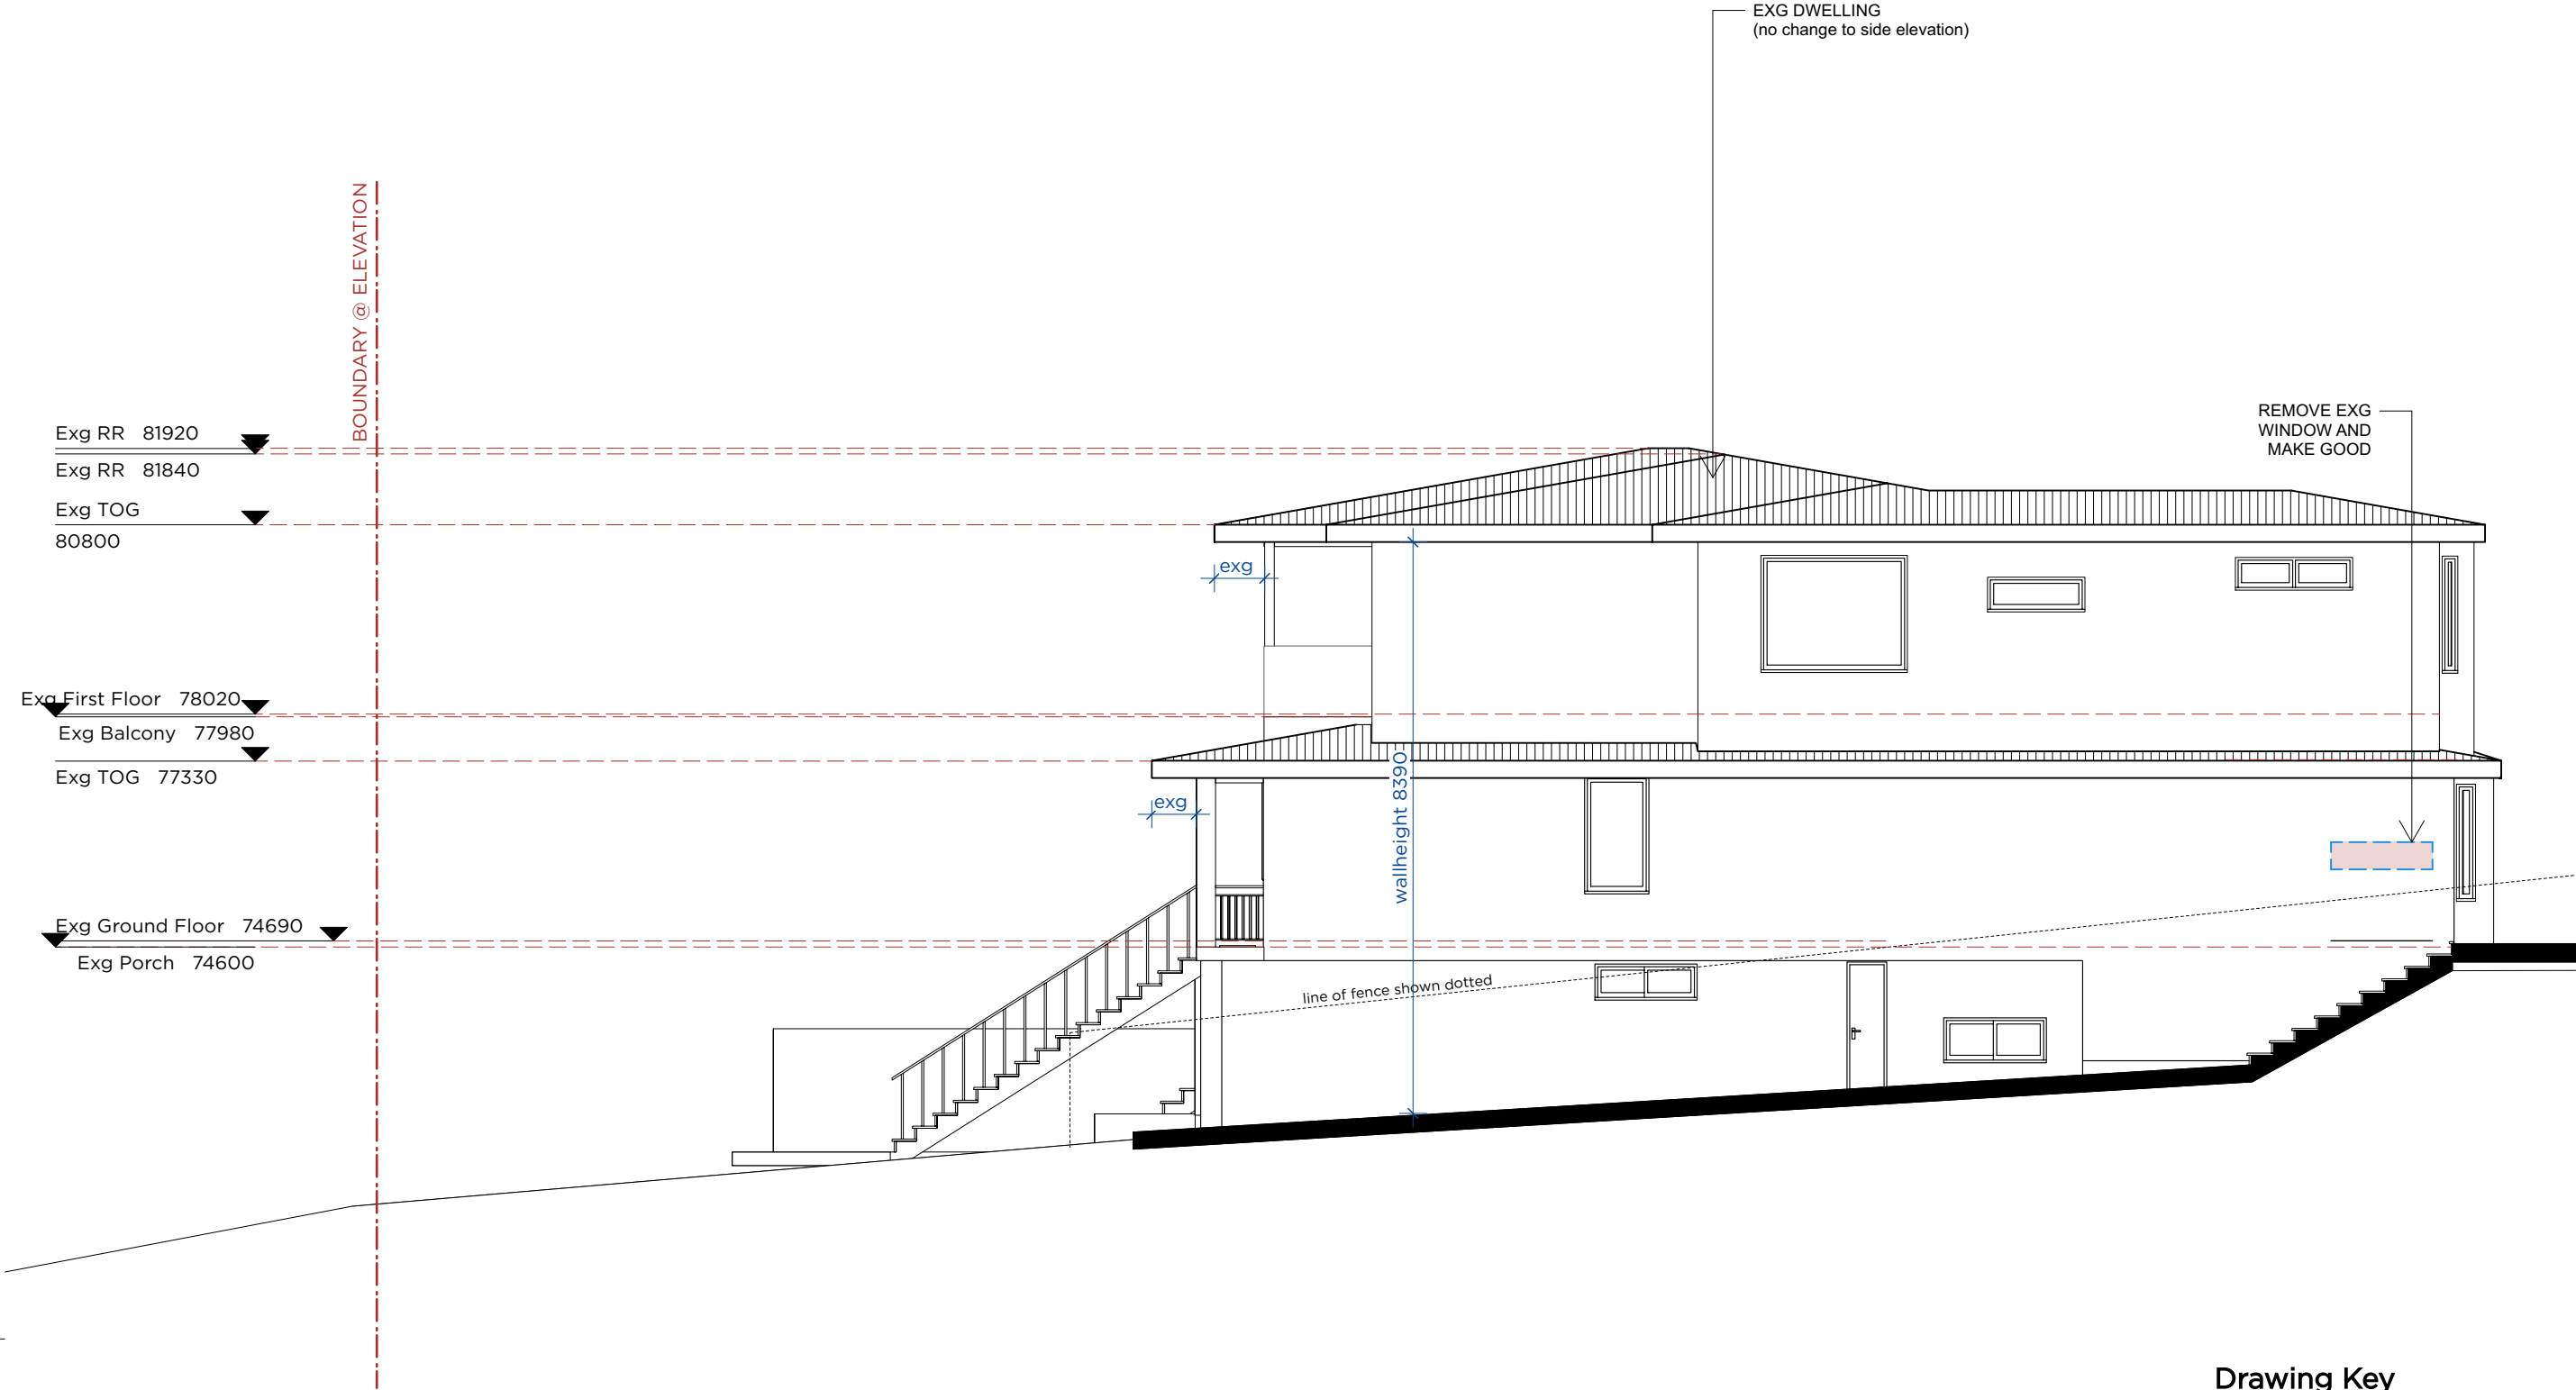 EXG DWELLING
(no change to side elevation)
BOUNDARY @ ELEVATION
REMOVE EXG
WINDOW AND
MAKE GOOD
Exg RR 81920
Exg RR 81840
Exg TOG
80800
exg
Exg First Floor 78020
Exg Balcony 77980
Exg TOG 77330
exg
wallheight 8390
Exg Ground Floor 74690
Exg Porch 74600
line of fence shown dotted
Drawing Key